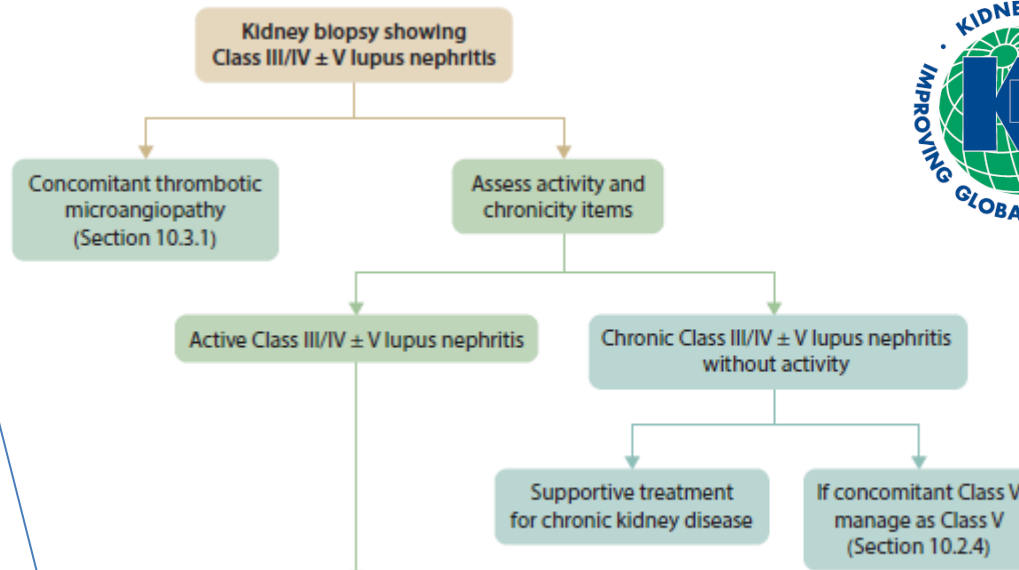 Kidney biopsy showing
Class III/IV ± V lupus nephritis
KIDNE
IMPROVING GLOBA
Concomitant thrombotic
microangiopathy
(Section 10.3.1)
Assess activity and
chronicity items
Active Class III/IV ± V lupus nephritis
Chronic Class III/IV ± V lupus nephritis
without activity
Supportive treatment
for chronic kidney disease
If concomitant Class V
manage as Class V
(Section 10.2.4)